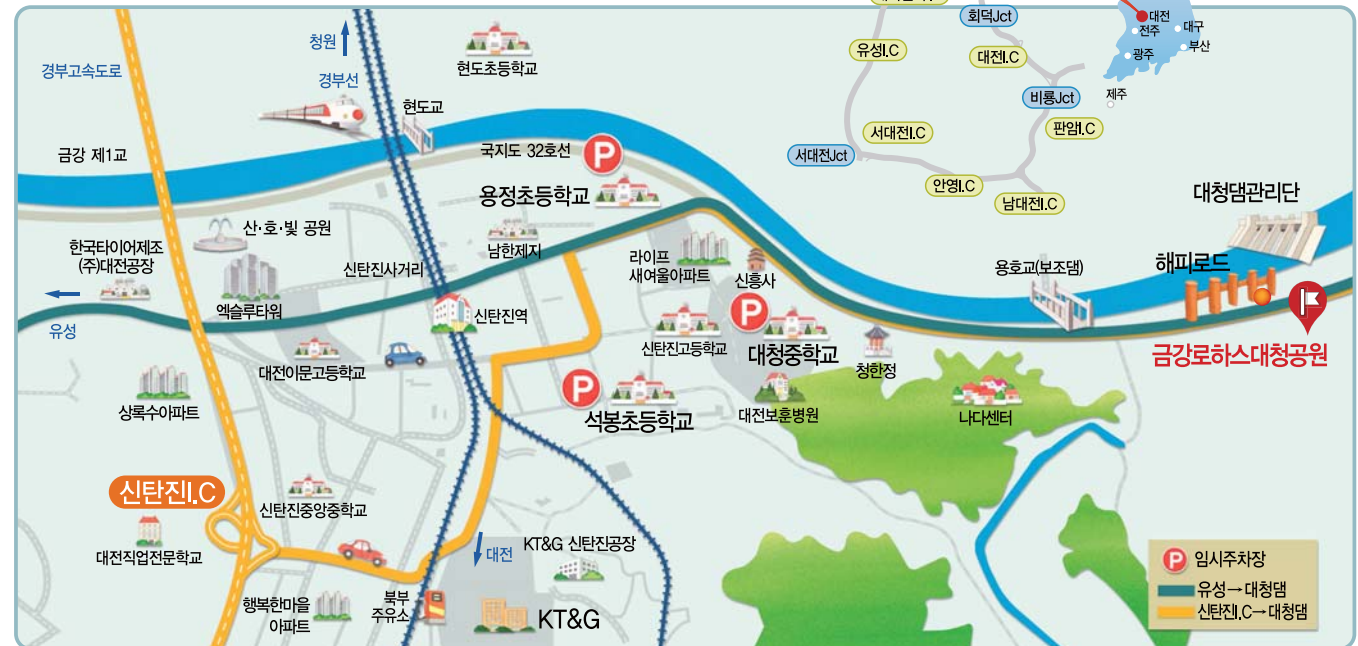 회덕Jct
유성I.C
대전I.C
비룡Jct
판암I.C
서대전I.C
서대전Jct
안영I.C
남대전I.C
대전
전주
대구
부산
광주
제주
청원
경부고속도로
경부선
현도초등학교
현도교
금강 제1교
국지도 32호선
P
용정초등학교
산·호·빛 공원
한국타이어제조
(주)대전공장
남한제지
신탄진사거리
라이프
새여울아파트
신흥사
용호교(보조댐)
대청댐관리단
해피로드
유성
엑슬루타워
신탄진역
P
신탄진고등학교
대청중학교
청한정
금강로하스대청공원
대전이문고등학교
상록수아파트
P
석봉초등학교
대전보훈병원
나다센터
신탄진I.C
신탄진중앙중학교
대전직업전문학교
대전
KT&G 신탄진공장
행복한마을
아파트
북부
주유소
KT&G
P 임시주차장
유성→대청댐
신탄진I.C→대청댐